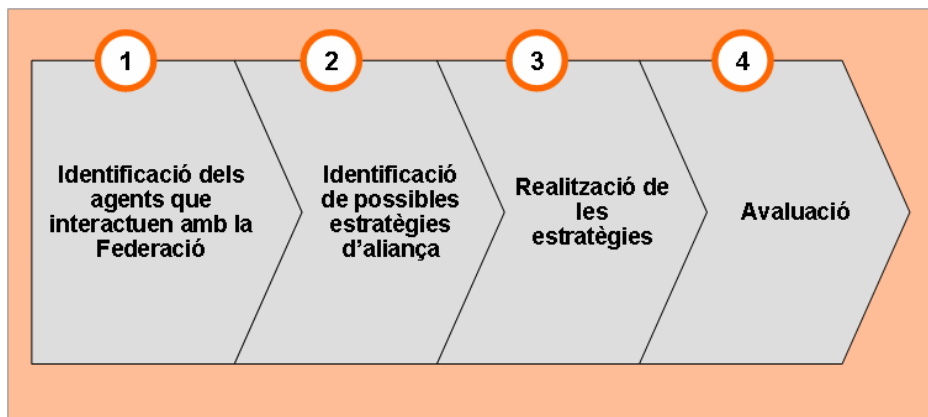 1
Identificació dels
agents que
interactuen amb la
Federació
2
Identificació
de possibles
estratègies
d'aliança
3
Realització de
les
estratègies
4
Avaluació